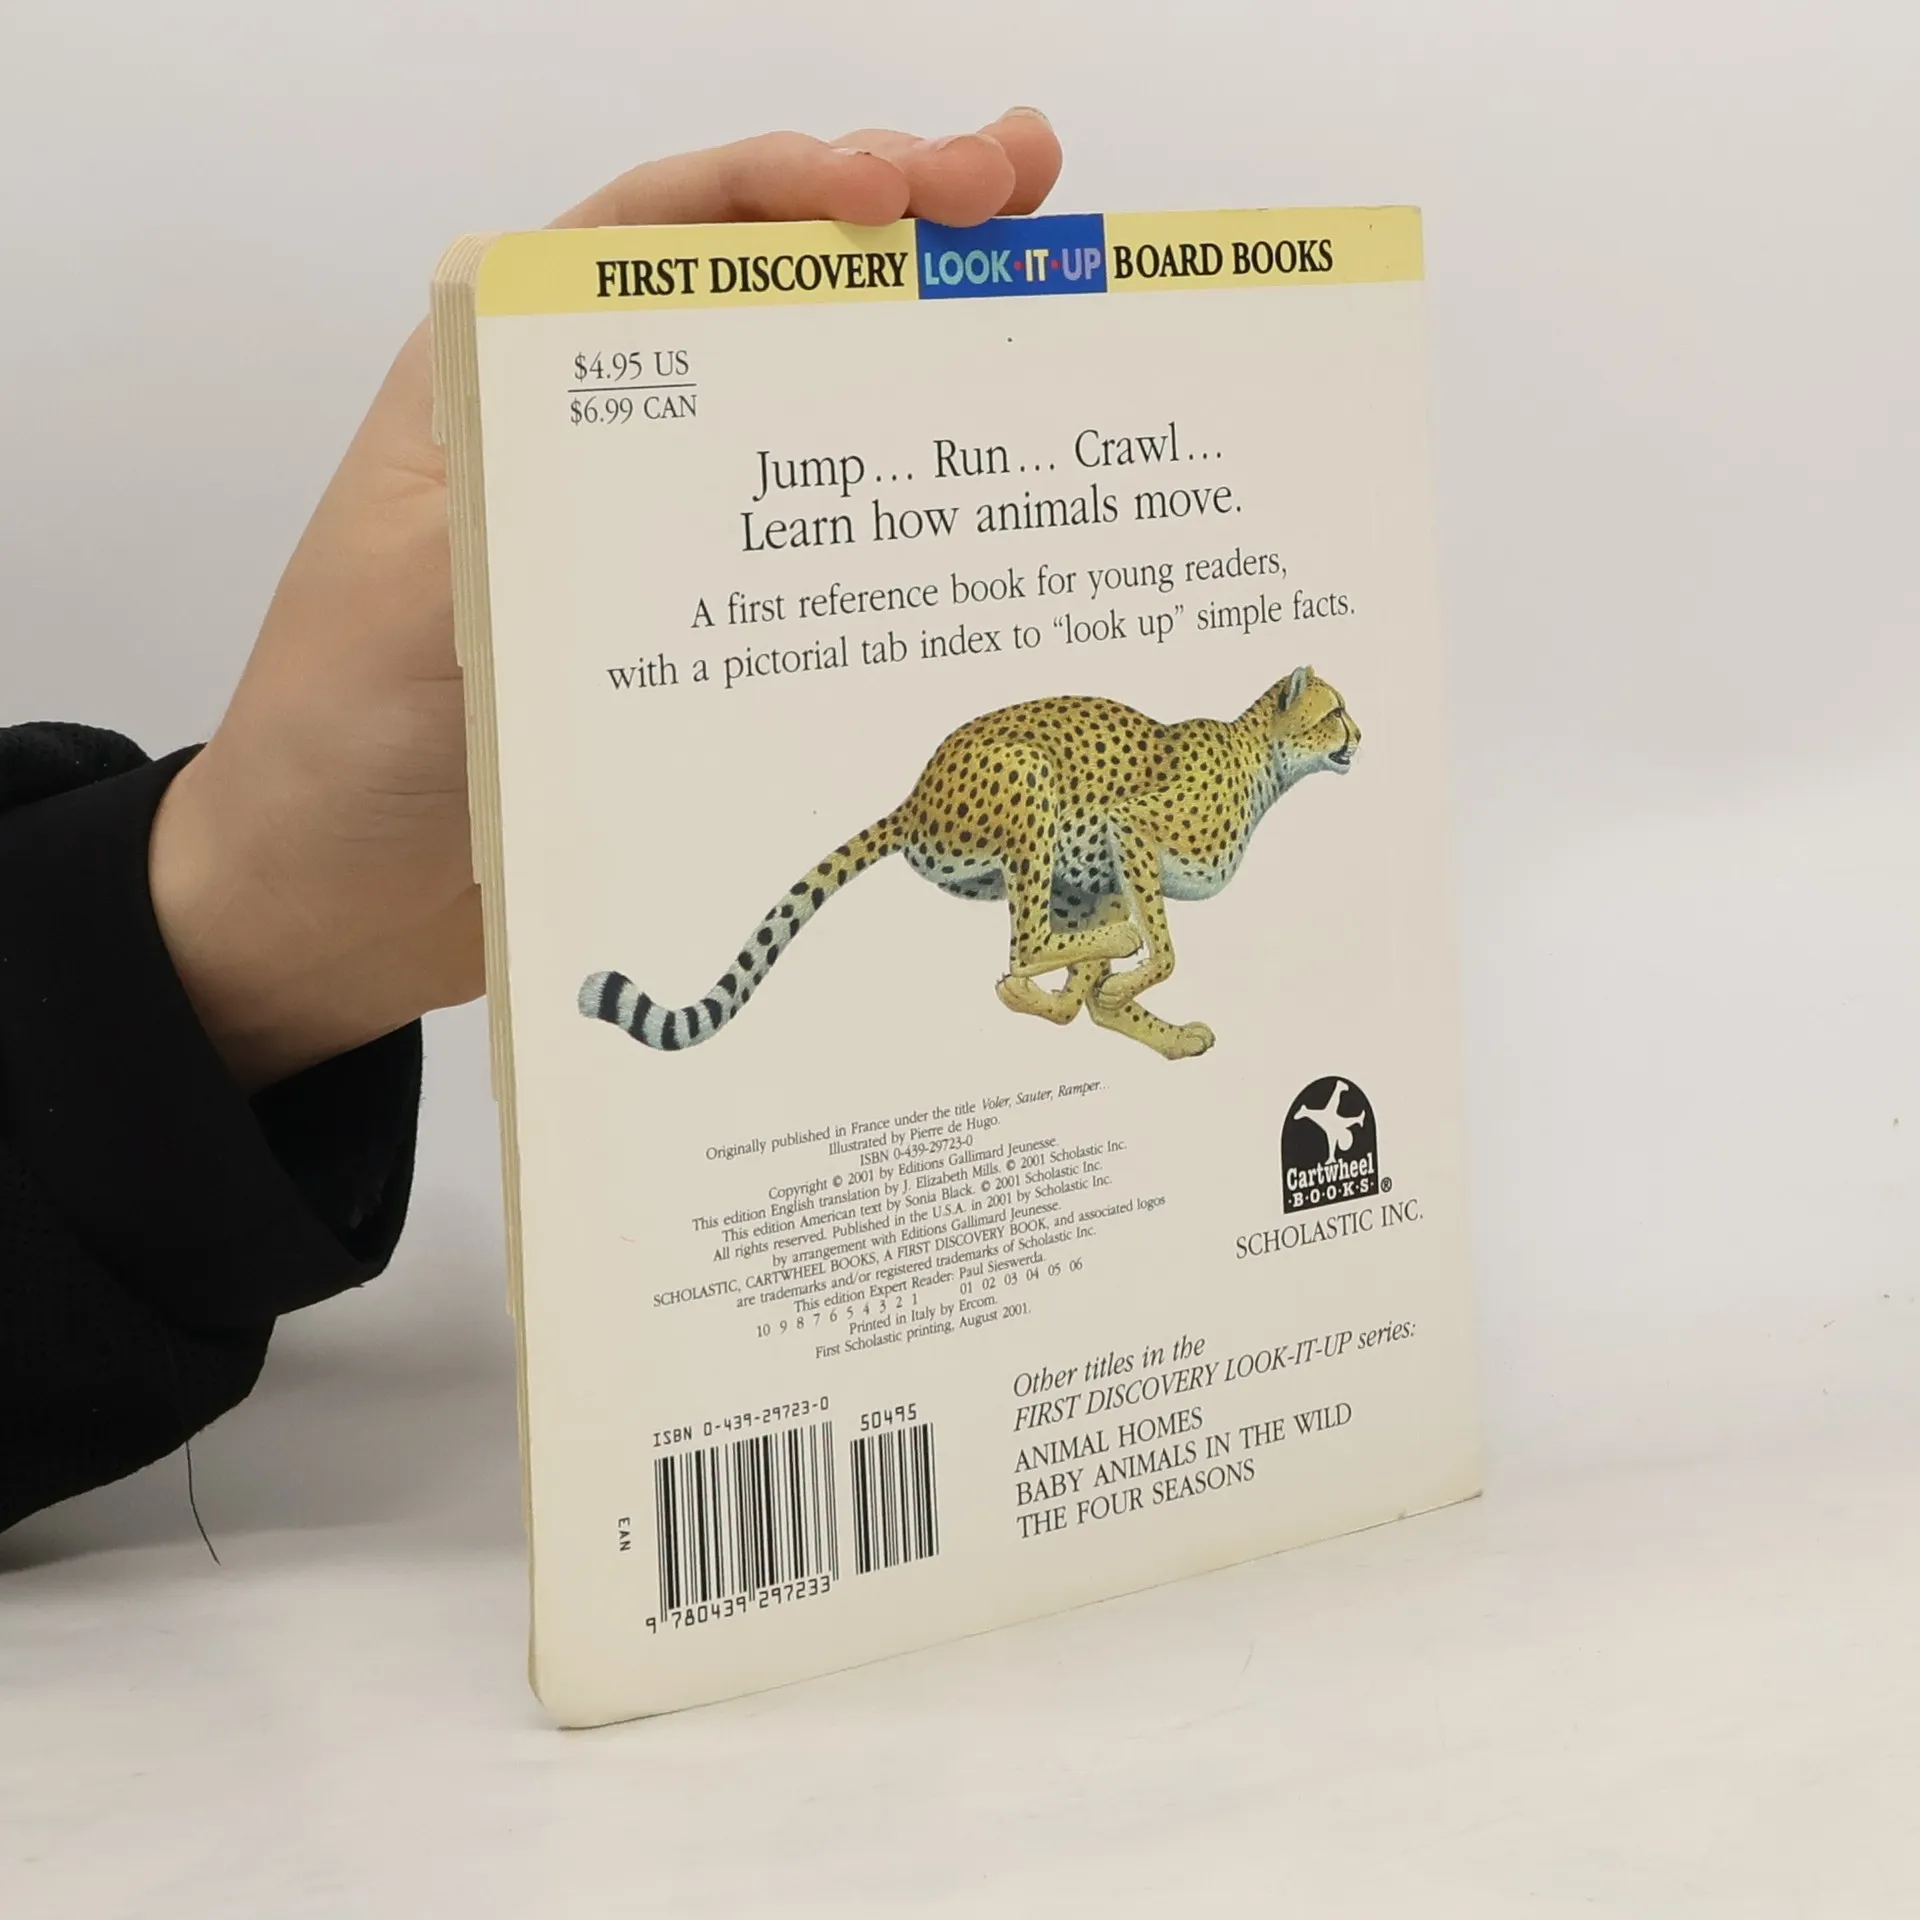 FIRST DISCOVERY LOOK·IT·UP BOARD BOOKS
$4.95 US
$6.99 CAN
Jump... Run... Crawl...
Learn how animals move.
A first reference book for young readers,
with a pictorial tab index to “look up” simple facts.
Originally published in France under the title Voler, Sauter, Ramper...
Illustrated by Pierre de Hugo.
ISBN 0-439-29723-0
Copyright © 2001 by Editions Gallimard Jeunesse.
This edition English translation by J. Elizabeth Mills. © 2001 Scholastic Inc.
This edition American text by Sonia Black. © 2001 Scholastic Inc.
All rights reserved. Published in the U.S.A. in 2001 by Scholastic Inc.
by arrangement with Editions Gallimard Jeunesse.
SCHOLASTIC, CARTWHEEL BOOKS, A FIRST DISCOVERY BOOK, and associated logos
are trademarks and/or registered trademarks of Scholastic Inc.
This edition Expert Reader: Paul Sieswerda.
10 9 8 7 6 5 4 3 2 1 01 02 03 04 05 06
Printed in Italy by Ercom.
First Scholastic printing, August 2001.
Cartwheel
·B·O·O·K·S· ®
SCHOLASTIC INC.
Other titles in the
FIRST DISCOVERY LOOK-IT-UP series:
ANIMAL HOMES
BABY ANIMALS IN THE WILD
THE FOUR SEASONS
ISBN 0-439-29723-0
50495
EAN
9 780439 297233